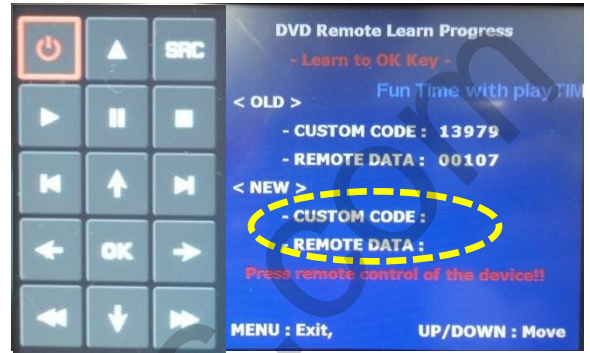 SRC
OK
DVD Remote Learn Progress
- Learn to OK Key -
Fun Time with playTIM
< OLD >
- CUSTOM CODE : 13979
- REMOTE DATA : 00107
< NEW >
- CUSTOM CODE :
- REMOTE DATA :
Press remote control of the device!!
MENU : Exit, UP/DOWN : Move